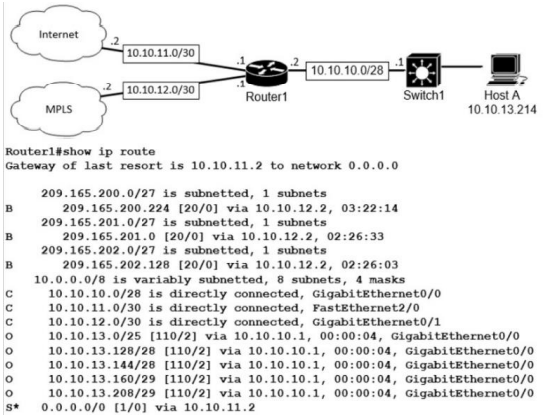 Internet
.2
10.10.11.0/30
.1
.2
10.10.10.0/28
.1
.2
10.10.12.0/30
.1
MPLS
Router1
Switch1
Host A
10.10.13.214
Router1#show ip route
Gateway of last resort is 10.10.11.2 to network 0.0.0.0
209.165.200.0/27 is subnetted, 1 subnets
B 209.165.200.224 [20/0] via 10.10.12.2, 03:22:14
209.165.201.0/27 is subnetted, 1 subnets
B 209.165.201.0 [20/0] via 10.10.12.2, 02:26:33
209.165.202.0/27 is subnetted, 1 subnets
B 209.165.202.128 [20/0] via 10.10.12.2, 02:26:03
10.0.0.0/8 is variably subnetted, 8 subnets, 4 masks
C 10.10.10.0/28 is directly connected, GigabitEthernet0/0
C 10.10.11.0/30 is directly connected, FastEthernet2/0
C 10.10.12.0/30 is directly connected, GigabitEthernet0/1
O 10.10.13.0/25 [110/2] via 10.10.10.1, 00:00:04, GigabitEthernet0/0
O 10.10.13.128/28 [110/2] via 10.10.10.1, 00:00:04, GigabitEthernet0/0
O 10.10.13.144/28 [110/2] via 10.10.10.1, 00:00:04, GigabitEthernet0/0
O 10.10.13.160/29 [110/2] via 10.10.10.1, 00:00:04, GigabitEthernet0/0
O 10.10.13.208/29 [110/2] via 10.10.10.1, 00:00:04, GigabitEthernet0/0
S* 0.0.0.0/0 [1/0] via 10.10.11.2